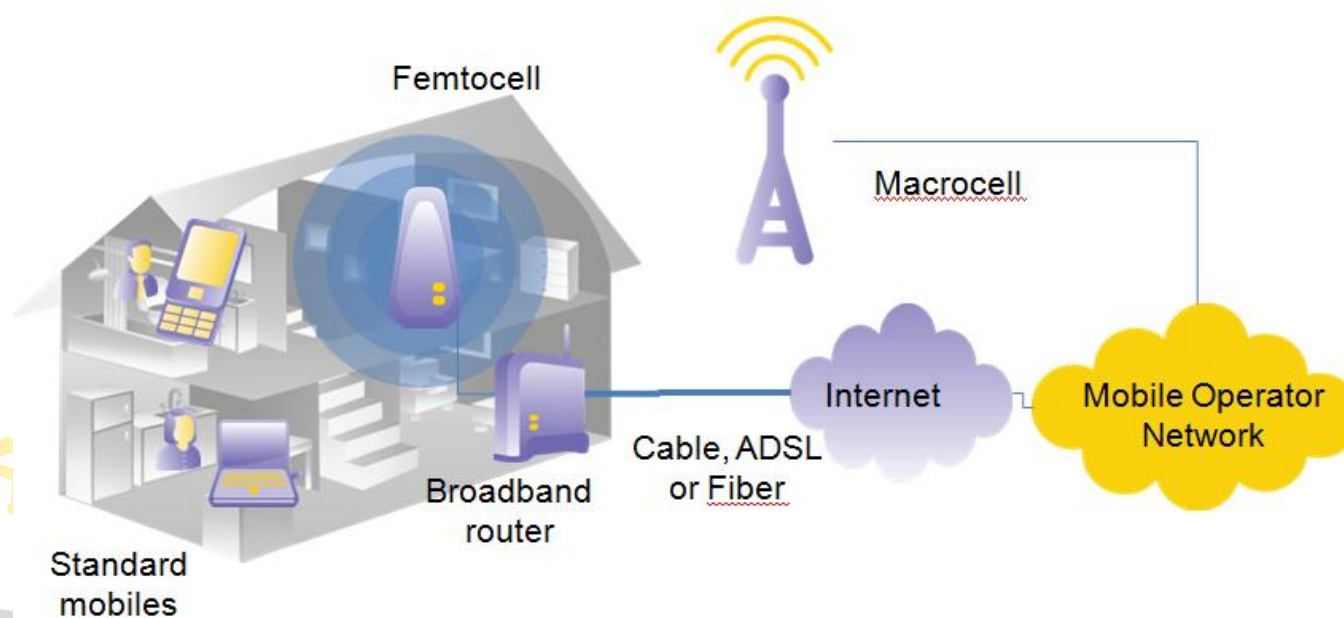 Femtocell
Macrocell
Internet
Mobile Operator
Network
Cable, ADSL
or Fiber
Broadband
router
Standard
mobiles